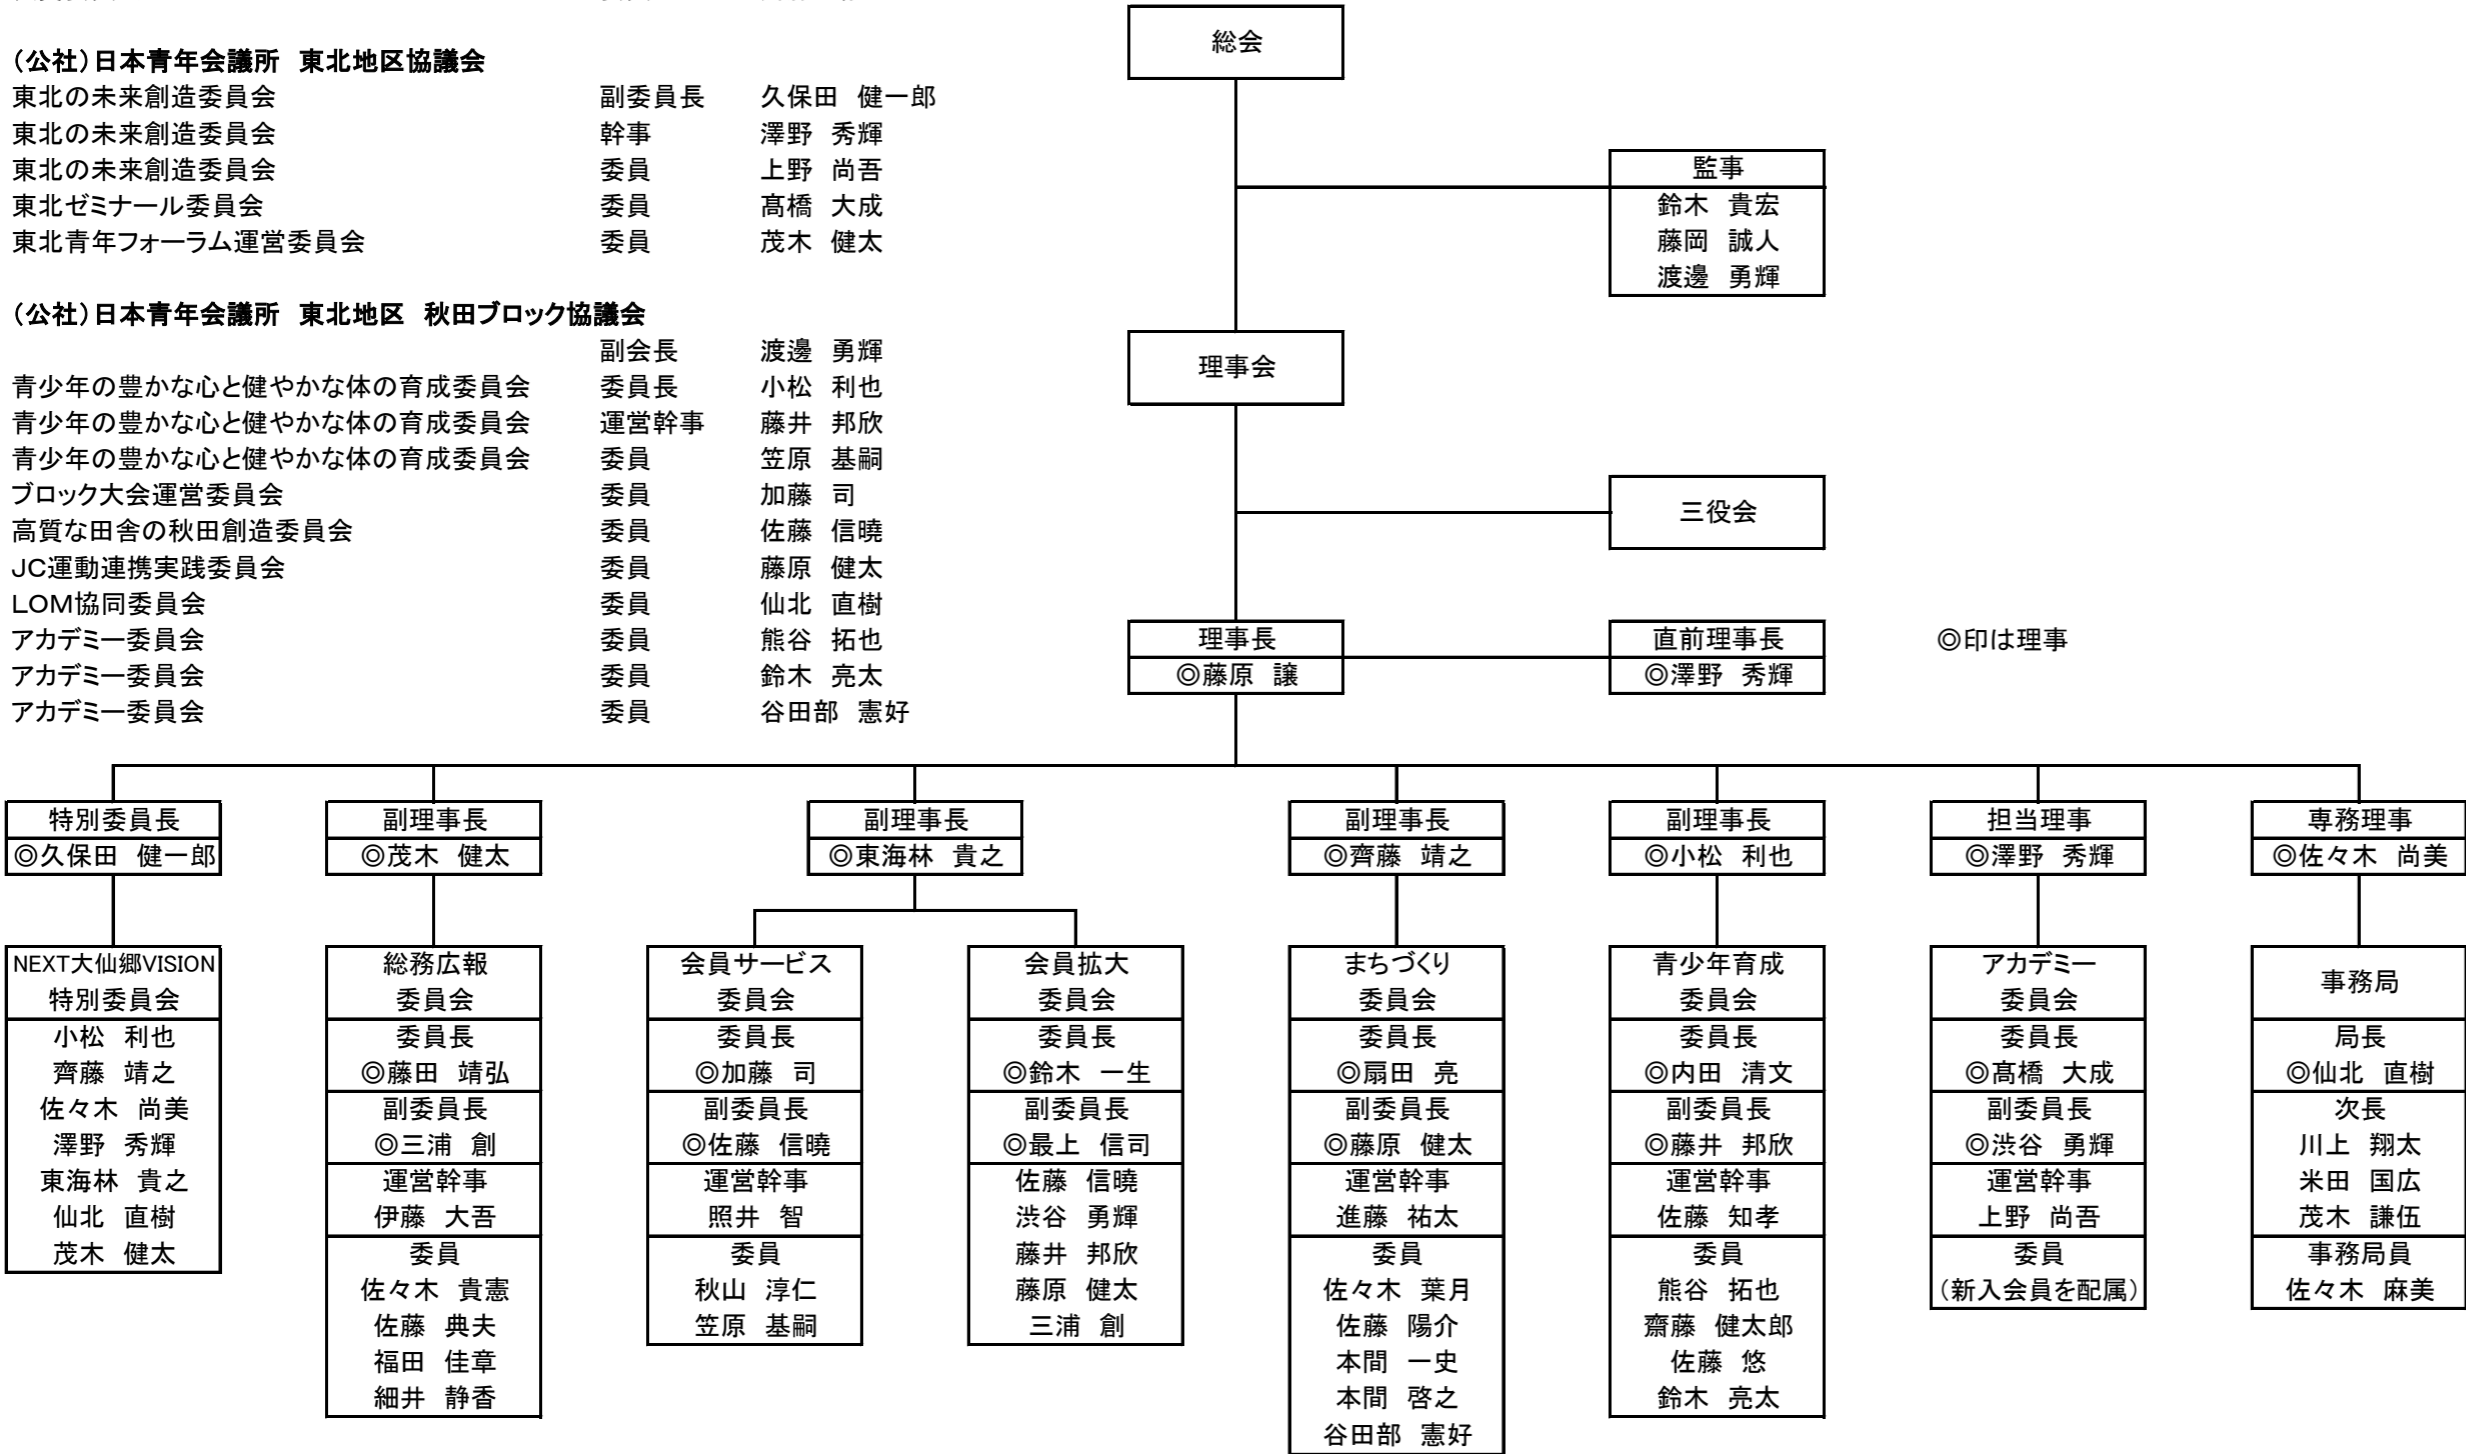 （公社）日本青年会議所　東北地区協議会
東北の未来創造委員会　副委員長　久保田　健一郎
東北の未来創造委員会　幹事　澤野　秀輝
東北の未来創造委員会　委員　上野　尚吾
東北ゼミナール委員会　委員　髙橋　大成
東北青年フォーラム運営委員会　委員　茂木　健太
（公社）日本青年会議所　東北地区　秋田ブロック協議会
副会長　渡邊　勇輝
青少年の豊かな心と健やかな体の育成委員会　委員長　小松　利也
青少年の豊かな心と健やかな体の育成委員会　運営幹事　藤井　邦欣
青少年の豊かな心と健やかな体の育成委員会　委員　笠原　基嗣
ブロック大会運営委員会　委員　加藤　司
高質な田舎の秋田創造委員会　委員　佐藤　信曉
JC運動連携実践委員会　委員　藤原　健太
LOM協同委員会　委員　仙北　直樹
アカデミー委員会　委員　熊谷　拓也
アカデミー委員会　委員　鈴木　亮太
アカデミー委員会　委員　谷田部　憲好
総会
監事
鈴木　貴宏
藤岡　誠人
渡邊　勇輝
理事会
三役会
理事長
◎藤原　譲
直前理事長
◎澤野　秀輝
◎印は理事
特別委員長
◎久保田　健一郎
副理事長
◎茂木　健太
副理事長
◎東海林　貴之
副理事長
◎齊藤　靖之
副理事長
◎小松　利也
担当理事
◎澤野　秀輝
専務理事
◎佐々木　尚美
NEXT大仙郷VISION
特別委員会
小松　利也
齊藤　靖之
佐々木　尚美
澤野　秀輝
東海林　貴之
仙北　直樹
茂木　健太
総務広報
委員会
委員長
◎藤田　靖弘
副委員長
◎三浦　創
運営幹事
伊藤　大吾
委員
佐々木　貴憲
佐藤　典夫
福田　佳章
細井　静香
会員サービス
委員会
委員長
◎加藤　司
副委員長
◎佐藤　信曉
運営幹事
照井　智
委員
秋山　淳仁
笠原　基嗣
会員拡大
委員会
委員長
◎鈴木　一生
副委員長
◎最上　信司
佐藤　信曉
渋谷　勇輝
藤井　邦欣
藤原　健太
三浦　創
まちづくり
委員会
委員長
◎扇田　亮
副委員長
◎藤原　健太
運営幹事
進藤　祐太
委員
佐々木　葉月
佐藤　陽介
本間　一史
本間　啓之
谷田部　憲好
青少年育成
委員会
委員長
◎内田　清文
副委員長
◎藤井　邦欣
運営幹事
佐藤　知孝
委員
熊谷　拓也
齋藤　健太郎
佐藤　悠
鈴木　亮太
アカデミー
委員会
委員長
◎髙橋　大成
副委員長
◎渋谷　勇輝
運営幹事
上野　尚吾
委員
（新入会員を配属）
事務局
局長
◎仙北　直樹
次長
川上　翔太
米田　国広
茂木　謙伍
事務局員
佐々木　麻美